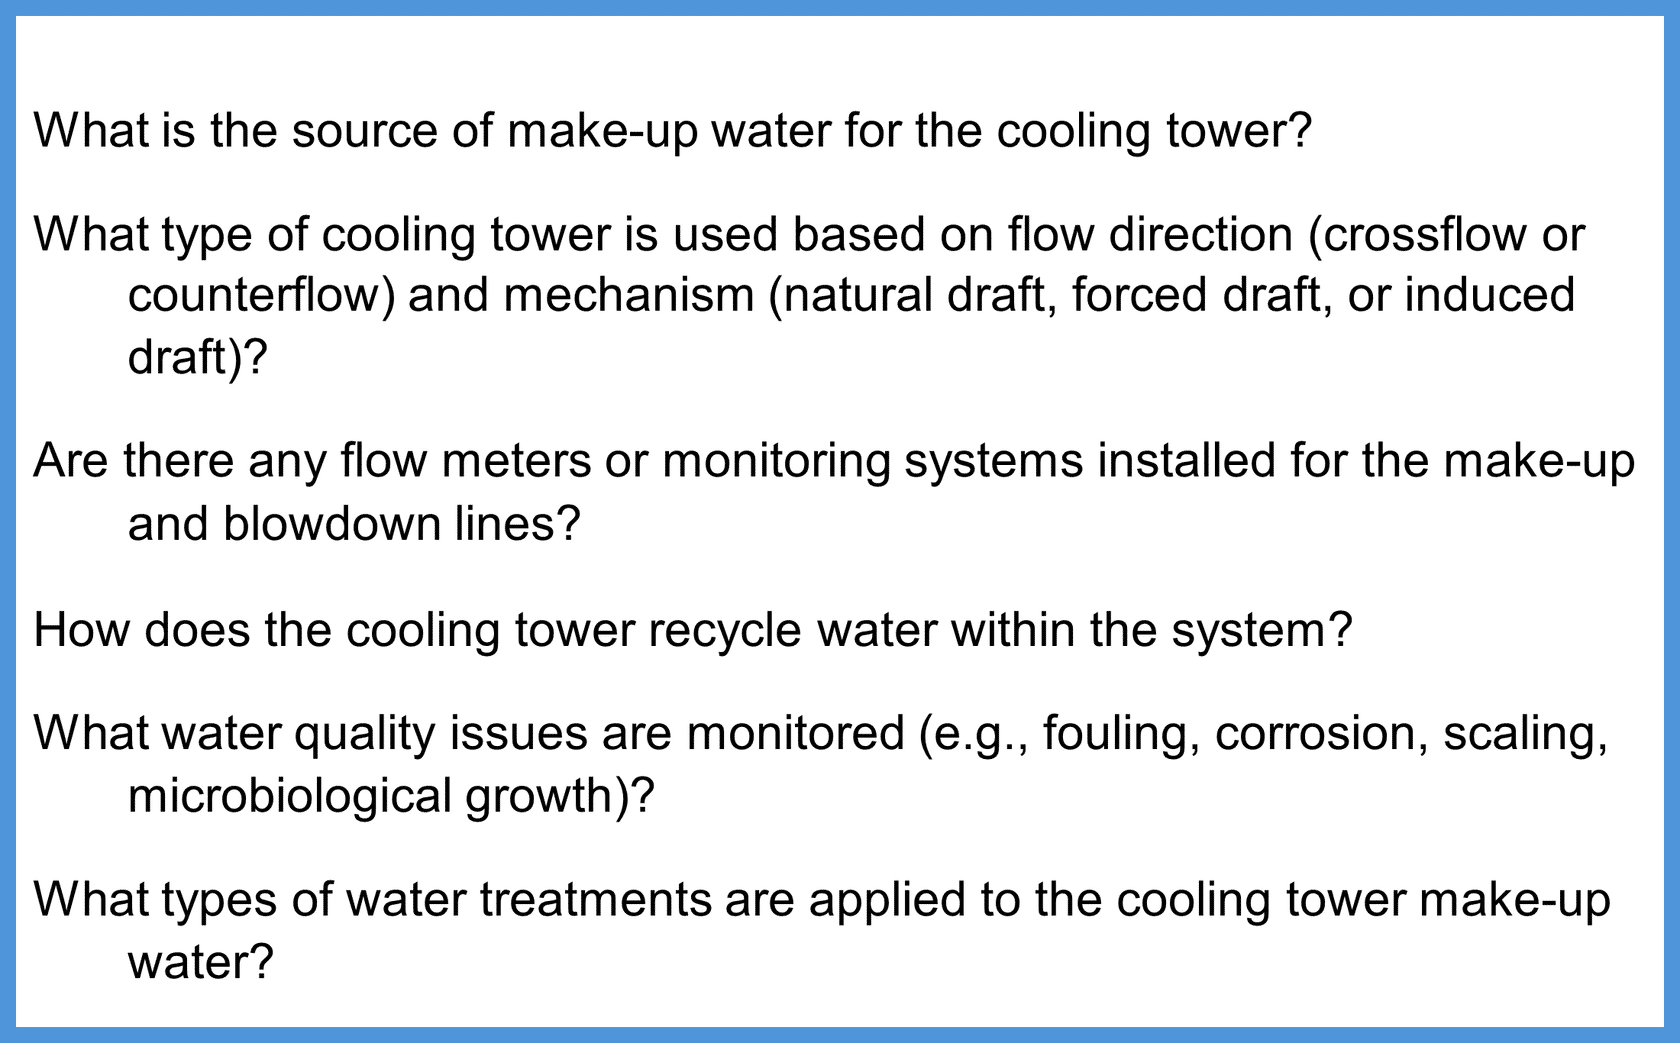 What is the source of make-up water for the cooling tower?
What type of cooling tower is used based on flow direction (crossflow or
counterflow) and mechanism (natural draft, forced draft, or induced
draft)?
Are there any flow meters or monitoring systems installed for the make-up
and blowdown lines?
How does the cooling tower recycle water within the system?
What water quality issues are monitored (e.g., fouling, corrosion, scaling,
microbiological growth)?
What types of water treatments are applied to the cooling tower make-up
water?